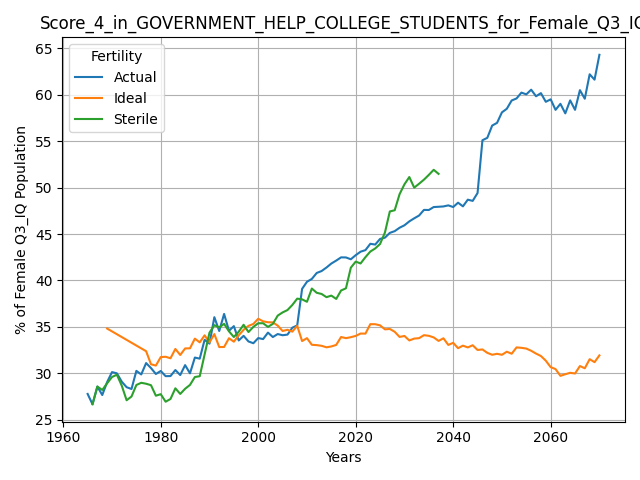 Score_4_in_GOVERNMENT_HELP_COLLEGE_STUDENTS_for_Female_Q3_IQ
Fertility
Actual
Ideal
Sterile
% of Female Q3_IQ Population
65
60
55
50
45
40
35
30
25
1960 1980 2000 2020 2040 2060
Years